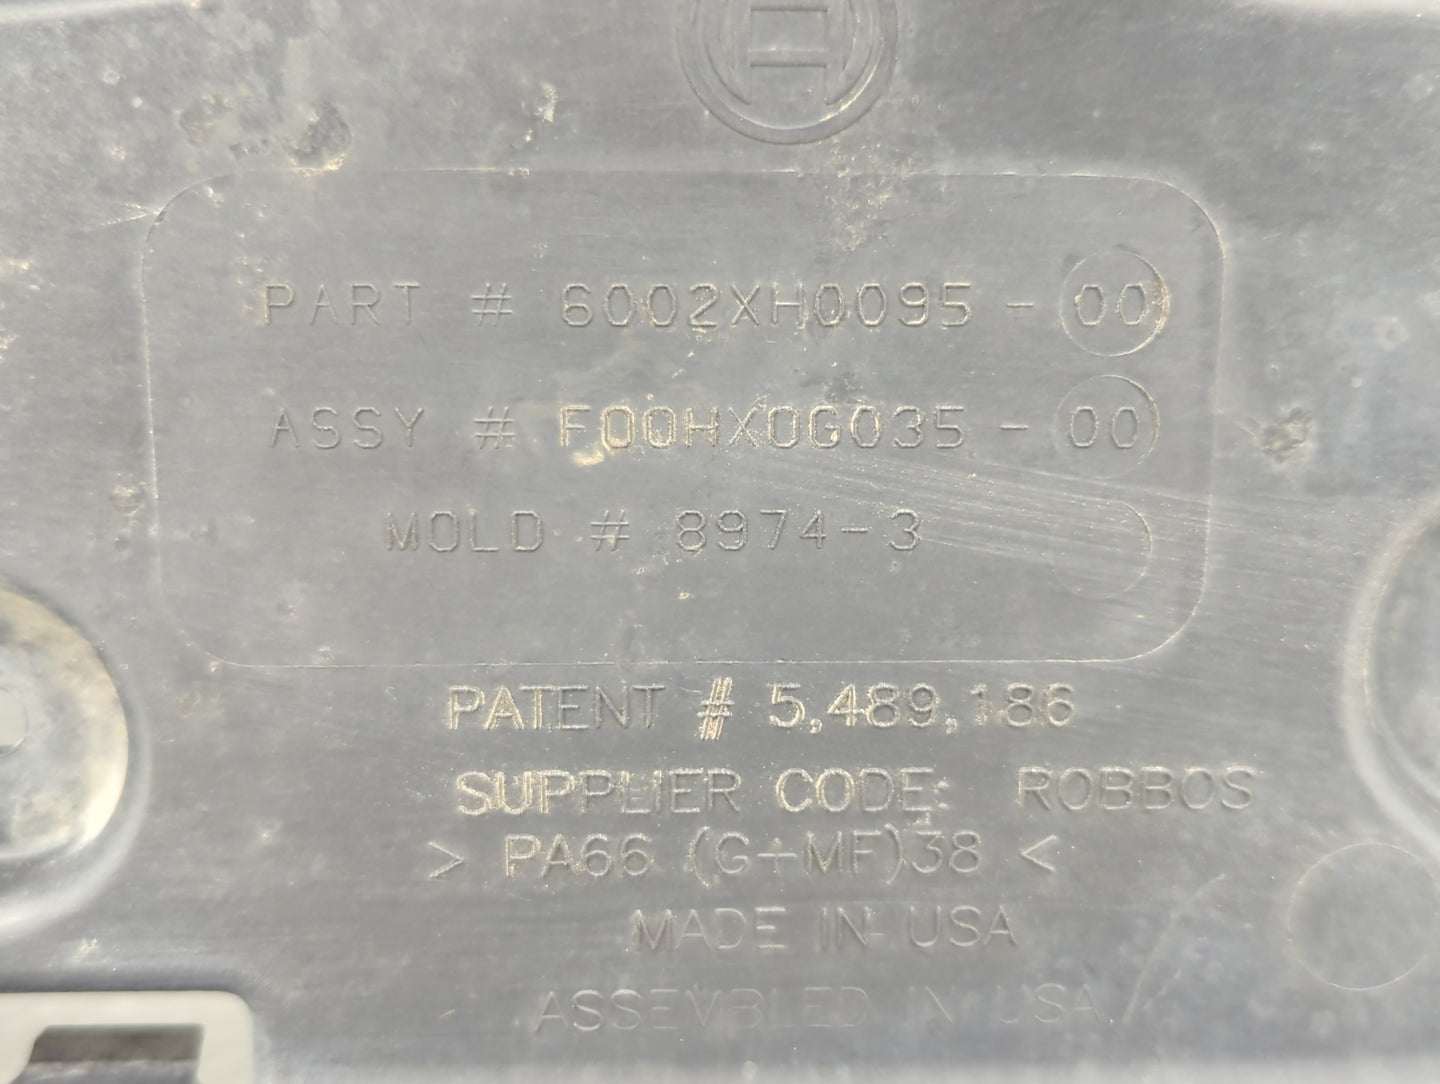 PART # 6002XH0095 - 00
ASSY # F00HX0G035 - 00
MOLD # 8974-3
PATENT # 5,489,186
SUPPLIER CODE: ROBBOS
> PA66 (G+MF)38 <
MADE IN USA
ASSEMBLED IN USA